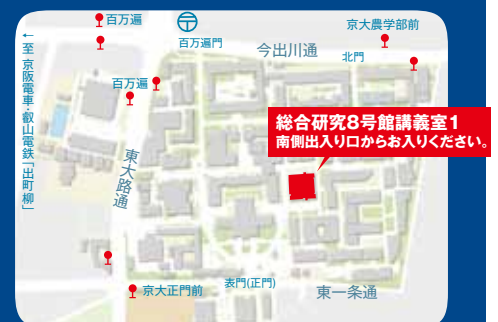 百万遍
〒
百万遍門
京大農学部前
今出川通
北門
←至 京阪電車・叡山電鉄「出町柳」
百万遍
総合研究8号館講義室1
南側出入り口からお入りください。
東大路通
京大正門前
表門(正門)
東一条通